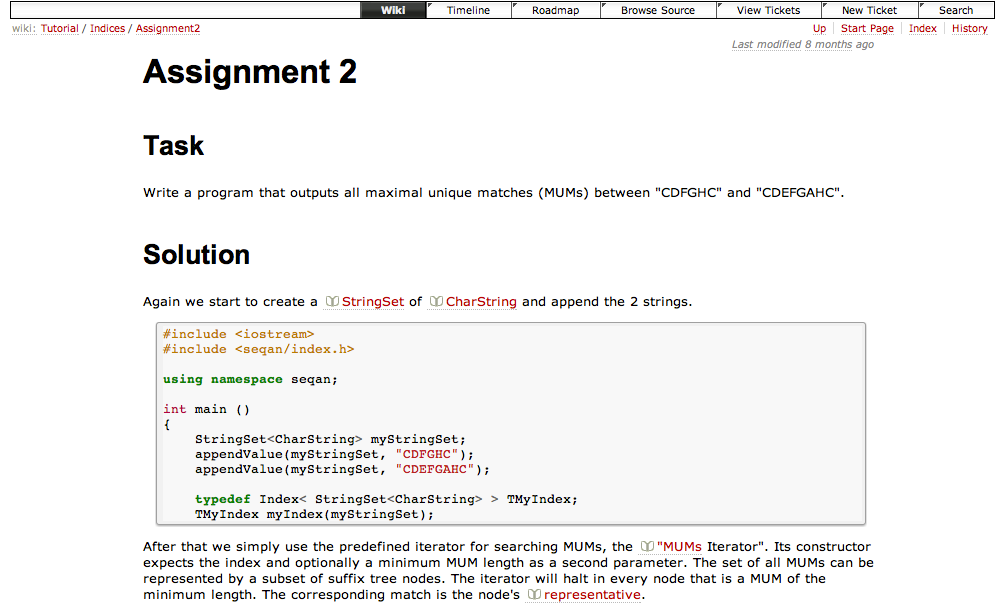 Wiki Timeline Roadmap Browse Source View Tickets New Ticket Search
wiki: Tutorial / Indices / Assignment2 Up Start Page Index History
Last modified 8 months ago
Assignment 2
Task
Write a program that outputs all maximal unique matches (MUMs) between "CDFGHC" and "CDEFGAHC".
Solution
Again we start to create a StringSet of CharString and append the 2 strings.
#include <iostream>
#include <seqan/index.h>
using namespace seqan;
int main ()
{
StringSet<CharString> myStringSet;
appendValue(myStringSet, "CDFGHC");
appendValue(myStringSet, "CDEFGAHC");
typedef Index< StringSet<CharString> > TMyIndex;
TMyIndex myIndex(myStringSet);
After that we simply use the predefined iterator for searching MUMs, the "MUMs Iterator". Its constructor
expects the index and optionally a minimum MUM length as a second parameter. The set of all MUMs can be
represented by a subset of suffix tree nodes. The iterator will halt in every node that is a MUM of the
minimum length. The corresponding match is the node's representative.